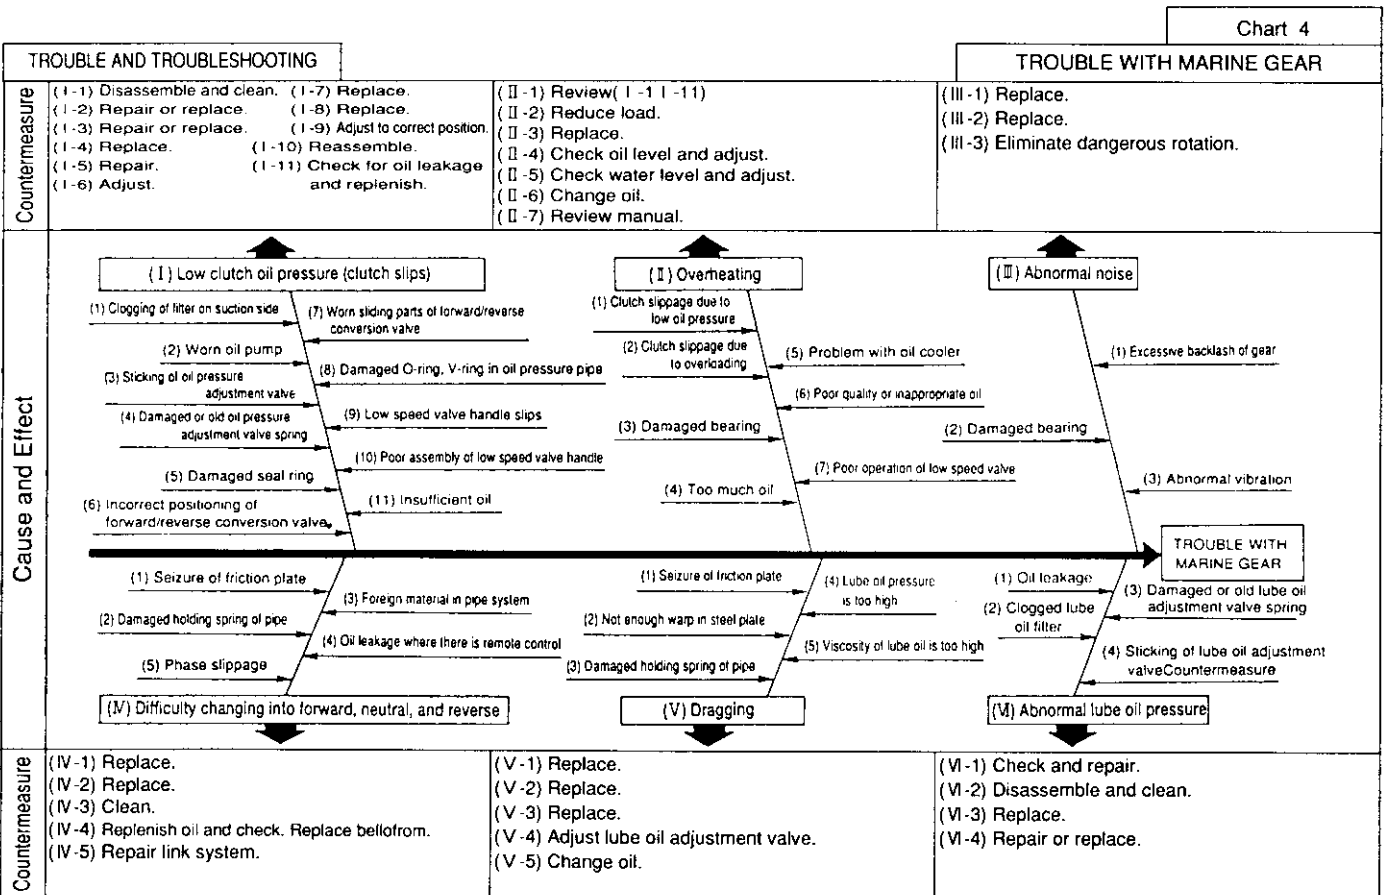 Chart 4
TROUBLE AND TROUBLESHOOTING
TROUBLE WITH MARINE GEAR
Countermeasure
(I-1) Disassemble and clean.
(I-2) Repair or replace.
(I-3) Repair or replace.
(I-4) Replace.
(I-5) Repair.
(I-6) Adjust.
(I-7) Replace.
(I-8) Replace.
(I-9) Adjust to correct position.
(I-10) Reassemble.
(I-11) Check for oil leakage
and replenish.
(II-1) Review(I-1 I-11)
(II-2) Reduce load.
(II-3) Replace.
(II-4) Check oil level and adjust.
(II-5) Check water level and adjust.
(II-6) Change oil.
(II-7) Review manual.
(III-1) Replace.
(III-2) Replace.
(III-3) Eliminate dangerous rotation.
Cause and Effect
(I) Low clutch oil pressure (clutch slips)
(1) Clogging of filter on suction side
(2) Worn oil pump
(3) Sticking of oil pressure
adjustment valve
(4) Damaged or old oil pressure
adjustment valve spring
(5) Damaged seal ring
(6) Incorrect positioning of
forward/reverse conversion valve
(7) Worn sliding parts of forward/reverse
conversion valve
(8) Damaged O-ring, V-ring in oil pressure pipe
(9) Low speed valve handle slips
(10) Poor assembly of low speed valve handle
(11) Insufficient oil
(II) Overheating
(1) Clutch slippage due to
low oil pressure
(2) Clutch slippage due
to overloading
(3) Damaged bearing
(4) Too much oil
(5) Problem with oil cooler
(6) Poor quality or inappropriate oil
(7) Poor operation of low speed valve
(III) Abnormal noise
(1) Excessive backlash of gear
(2) Damaged bearing
(3) Abnormal vibration
TROUBLE WITH
MARINE GEAR
(1) Seizure of friction plate
(2) Damaged holding spring of pipe
(3) Foreign material in pipe system
(4) Oil leakage where there is remote control
(5) Phase slippage
(IV) Difficulty changing into forward, neutral, and reverse
(1) Seizure of friction plate
(2) Not enough warp in steel plate
(3) Damaged holding spring of pipe
(4) Lube oil pressure
is too high
(5) Viscosity of lube oil is too high
(V) Dragging
(1) Oil leakage
(2) Clogged lube
oil filter
(3) Damaged or old lube oil
adjustment valve spring
(4) Sticking of lube oil adjustment
valveCountermeasure
(VI) Abnormal lube oil pressure
Countermeasure
(IV-1) Replace.
(IV-2) Replace.
(IV-3) Clean.
(IV-4) Replenish oil and check. Replace bellofrom.
(IV-5) Repair link system.
(V-1) Replace.
(V-2) Replace.
(V-3) Replace.
(V-4) Adjust lube oil adjustment valve.
(V-5) Change oil.
(VI-1) Check and repair.
(VI-2) Disassemble and clean.
(VI-3) Replace.
(VI-4) Repair or replace.